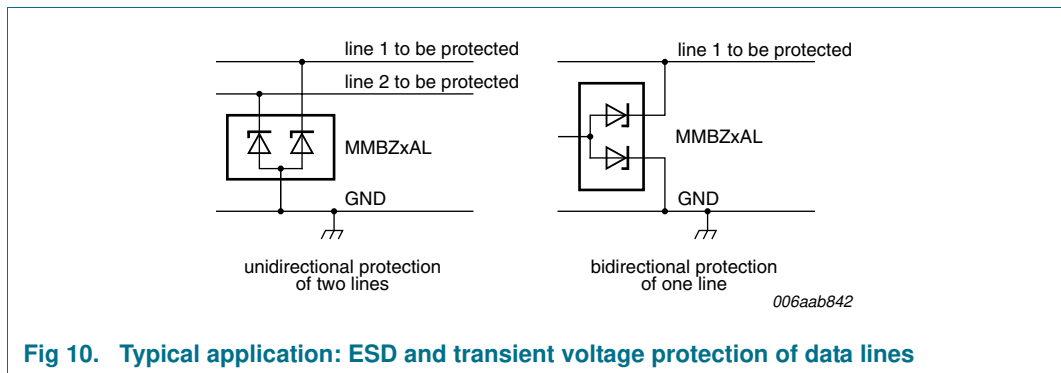 line 1 to be protected
line 2 to be protected
MMBZxAL
GND
unidirectional protection
of two lines
line 1 to be protected
MMBZxAL
GND
bidirectional protection
of one line
006aab842
Fig 10. Typical application: ESD and transient voltage protection of data lines